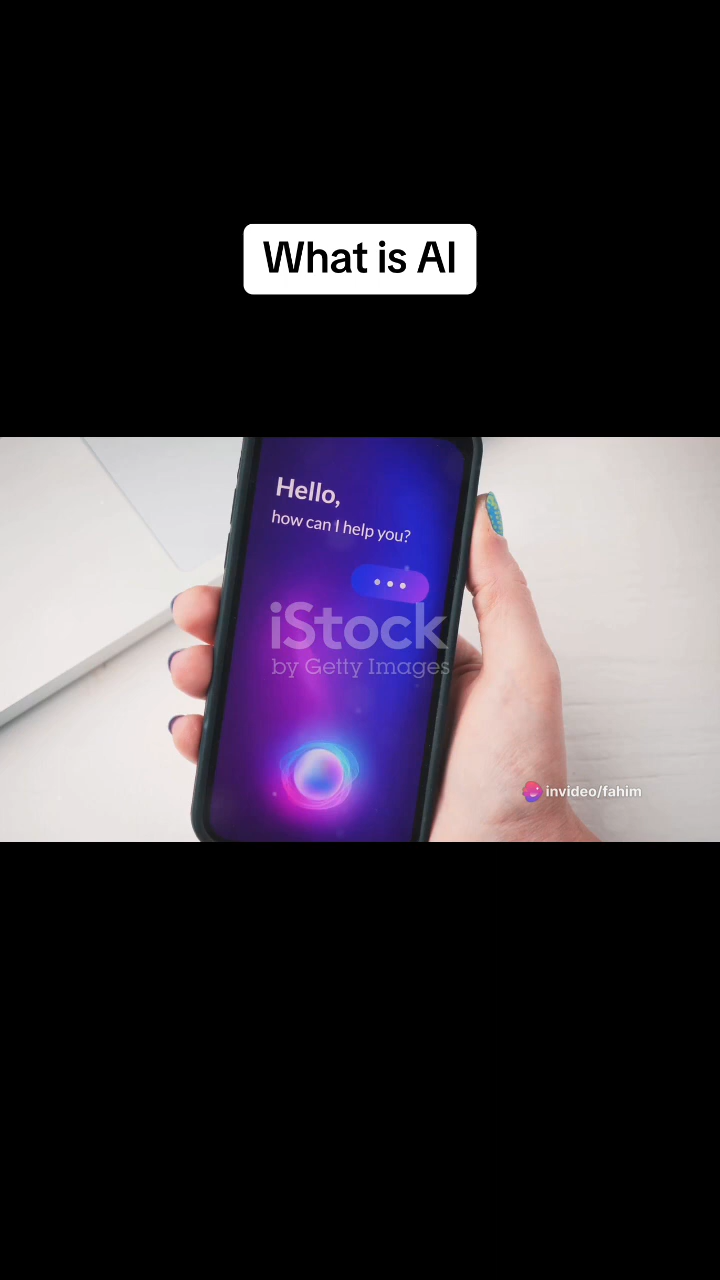 What is AI
Hello,
how can I help you?
iStock
by Getty Images
invideo/fahim